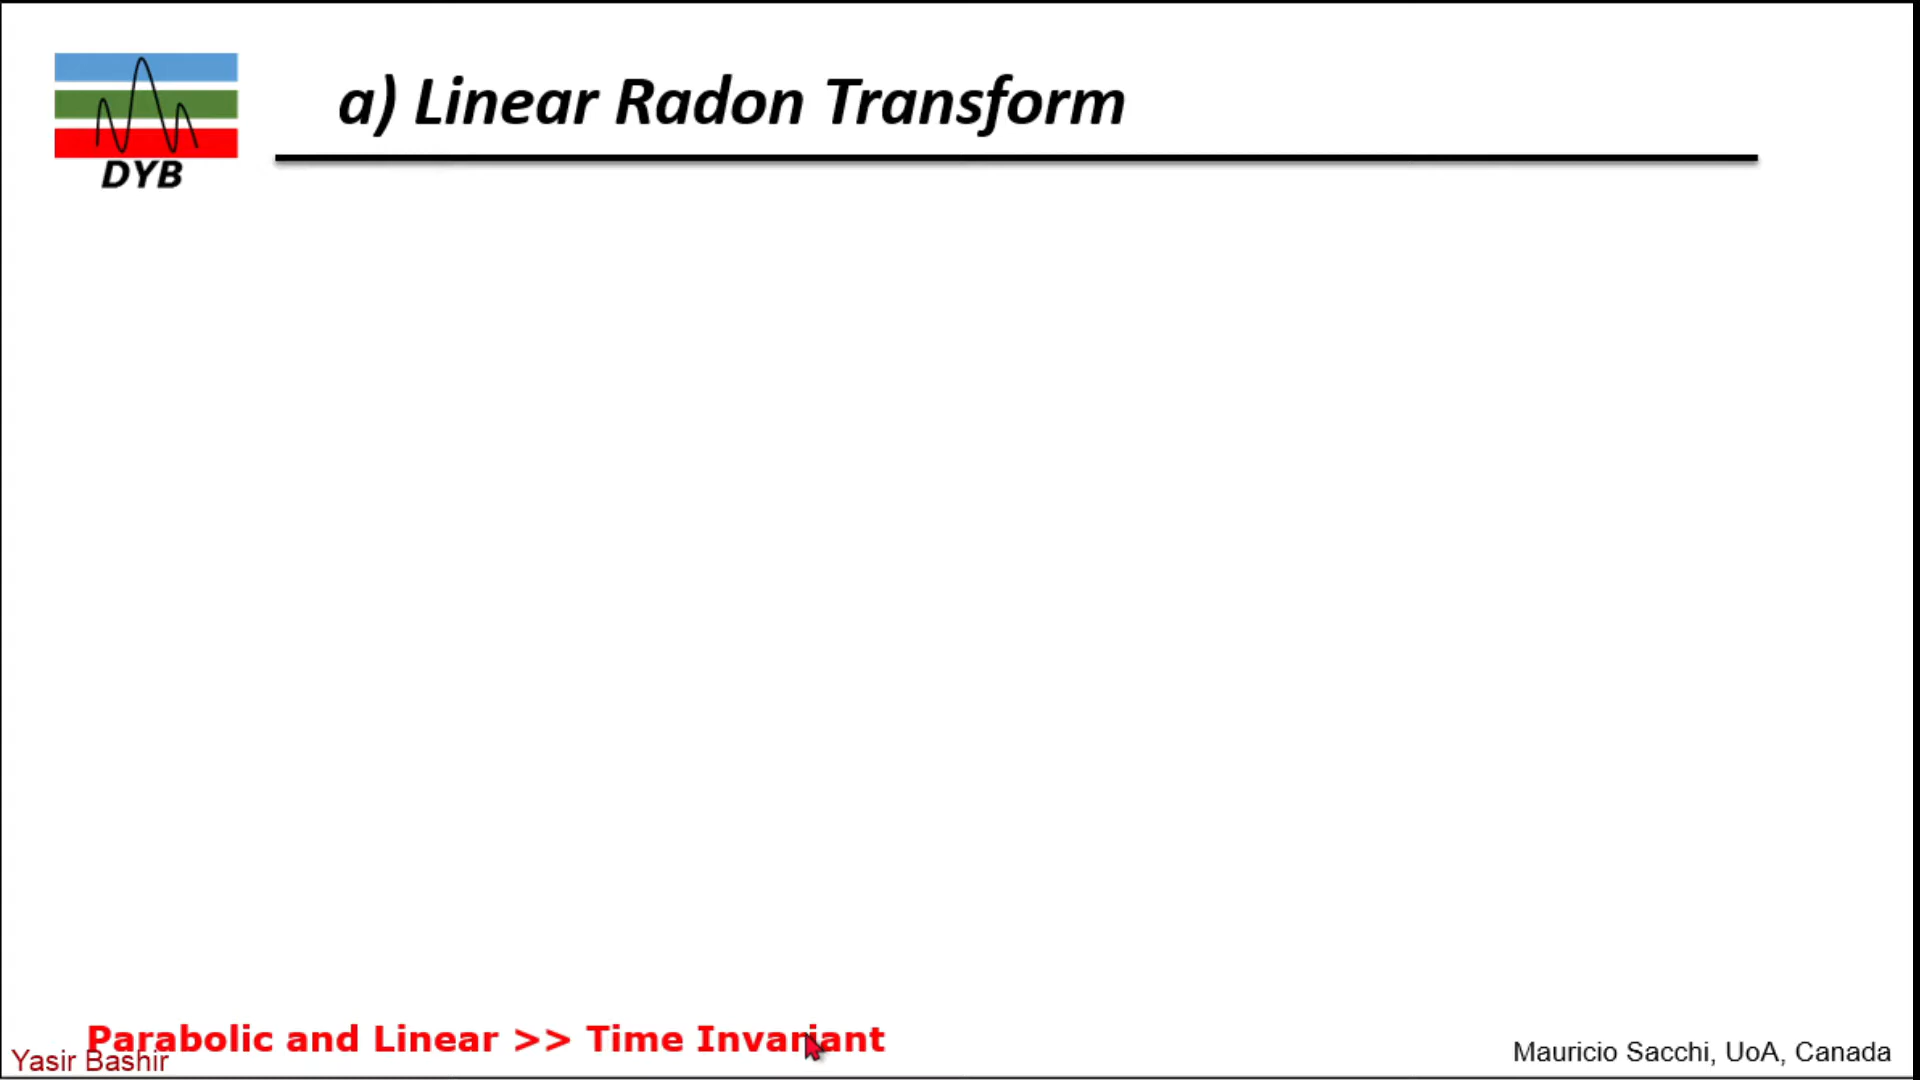 a) Linear Radon Transform
DYB
Parabolic and Linear >> Time Invariant
Yasir Bashir
Mauricio Sacchi, UoA, Canada